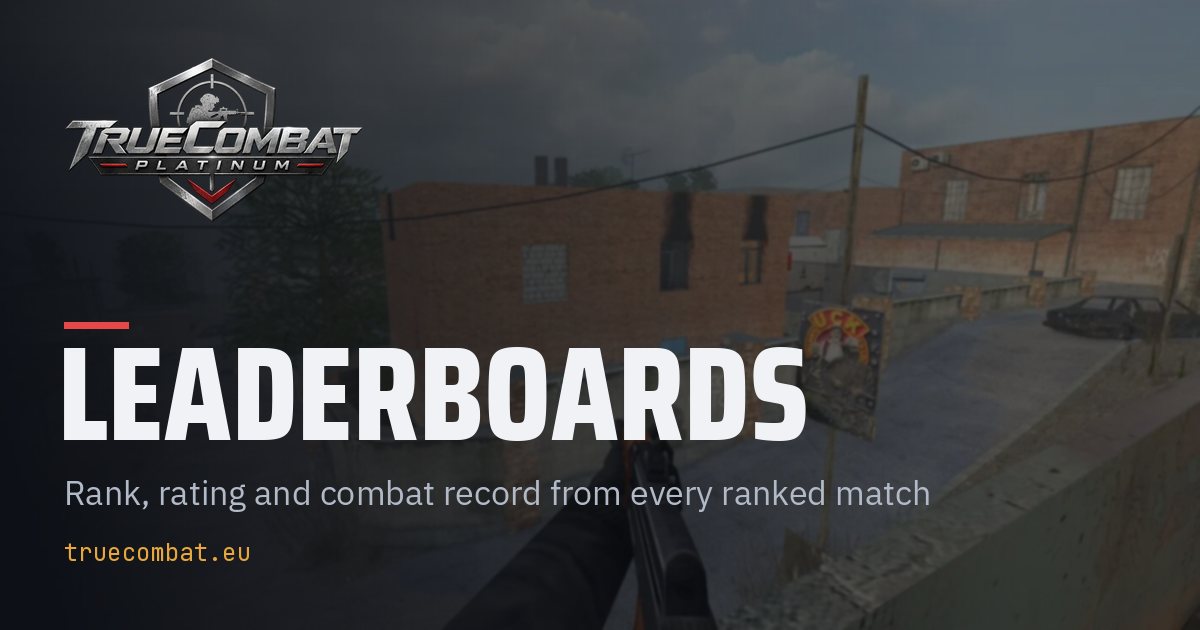 TRUECOMBAT
PLATINUM
LEADERBOARDS
Rank, rating and combat record from every ranked match
truecombat.eu